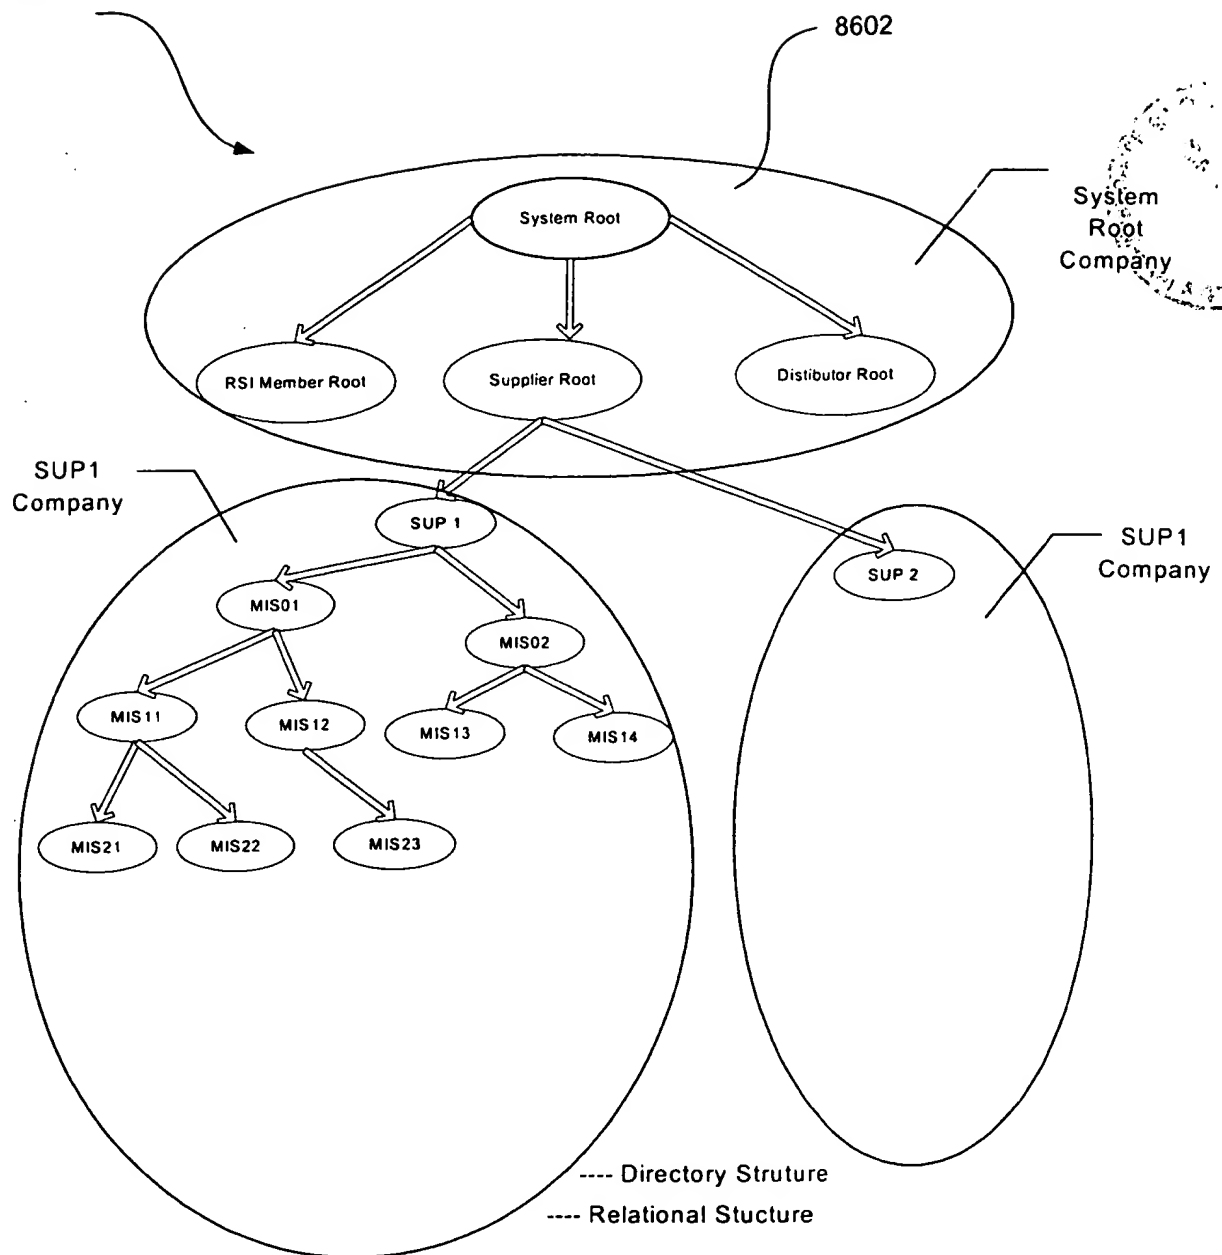 8602
System
Root
Company
System Root
RSI Member Root
Supplier Root
Distibutor Root
SUP1
Company
SUP 1
SUP1
Company
SUP 2
MIS01
MIS02
MIS11
MIS12
MIS13
MIS14
MIS21
MIS22
MIS23
---- Directory Struture
---- Relational Stucture